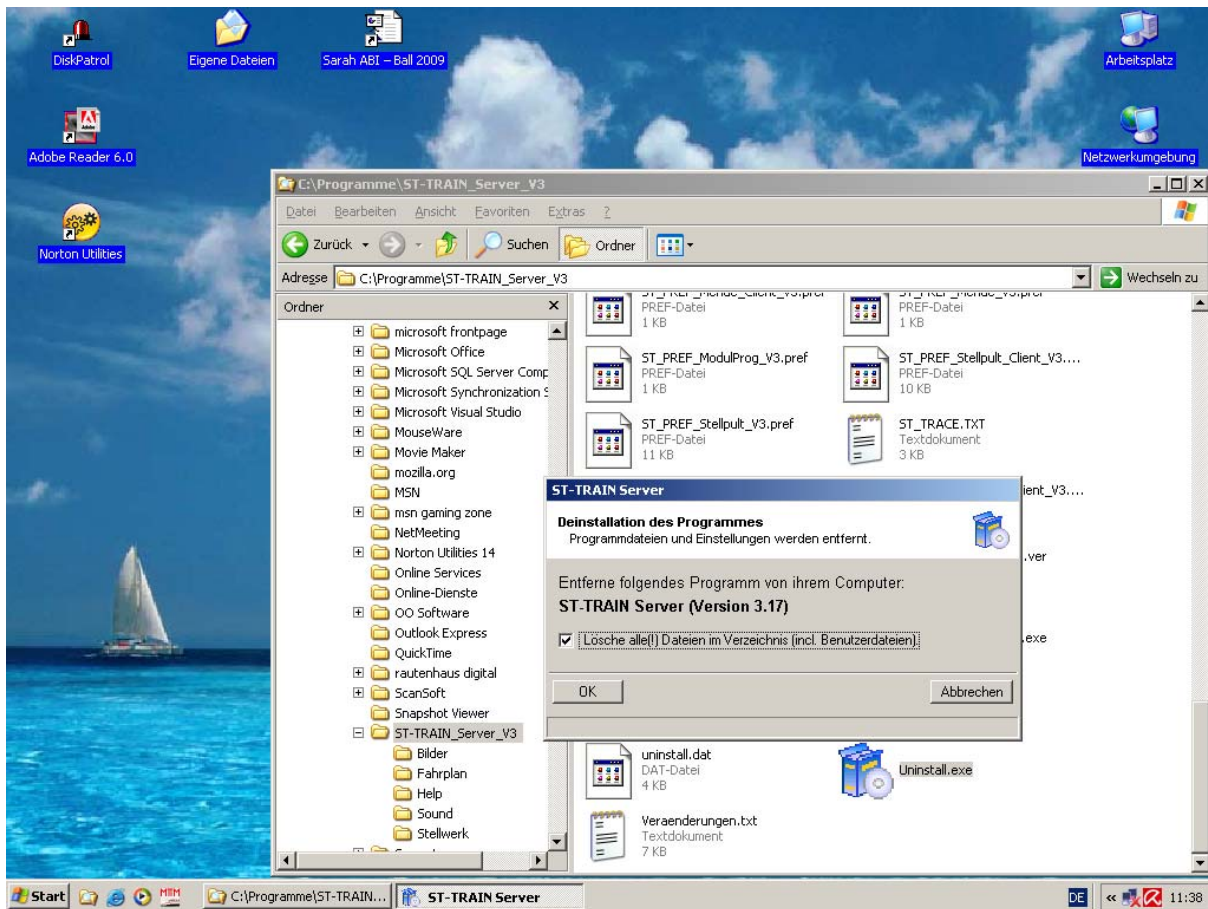 DiskPatrol
Eigene Dateien
Sarah ABI – Ball 2009
Arbeitsplatz
Adobe Reader 6.0
Netzwerkumgebung
Norton Utilities
C:\Programme\ST-TRAIN_Server_V3
Datei Bearbeiten Ansicht Favoriten Extras ?
Zurück Suchen Ordner
Adresse C:\Programme\ST-TRAIN_Server_V3 Wechseln zu
Ordner
microsoft frontpage
Microsoft Office
Microsoft SQL Server Comp
Microsoft Synchronization S
Microsoft Visual Studio
MouseWare
Movie Maker
mozilla.org
MSN
msn gaming zone
NetMeeting
Norton Utilities 14
Online Services
Online-Dienste
OO Software
Outlook Express
QuickTime
rautenhaus digital
ScanSoft
Snapshot Viewer
ST-TRAIN_Server_V3
Bilder
Fahrplan
Help
Sound
Stellwerk
PREF-Datei
1 KB
PREF-Datei
1 KB
ST_PREF_ModulProg_V3.pref
PREF-Datei
1 KB
ST_PREF_Stellpult_Client_V3....
PREF-Datei
10 KB
ST_PREF_Stellpult_V3.pref
PREF-Datei
11 KB
ST_TRACE.TXT
Textdokument
3 KB
ient_V3....
.ver
.exe
ST-TRAIN Server
Deinstallation des Programmes
Programmdateien und Einstellungen werden entfernt.
Entferne folgendes Programm von ihrem Computer:
ST-TRAIN Server (Version 3.17)
Lösche alle(!) Dateien im Verzeichnis (incl. Benutzerdateien).
OK Abbrechen
uninstall.dat
DAT-Datei
4 KB
Uninstall.exe
Veraenderungen.txt
Textdokument
7 KB
Start C:\Programme\ST-TRAIN... ST-TRAIN Server DE « 11:38